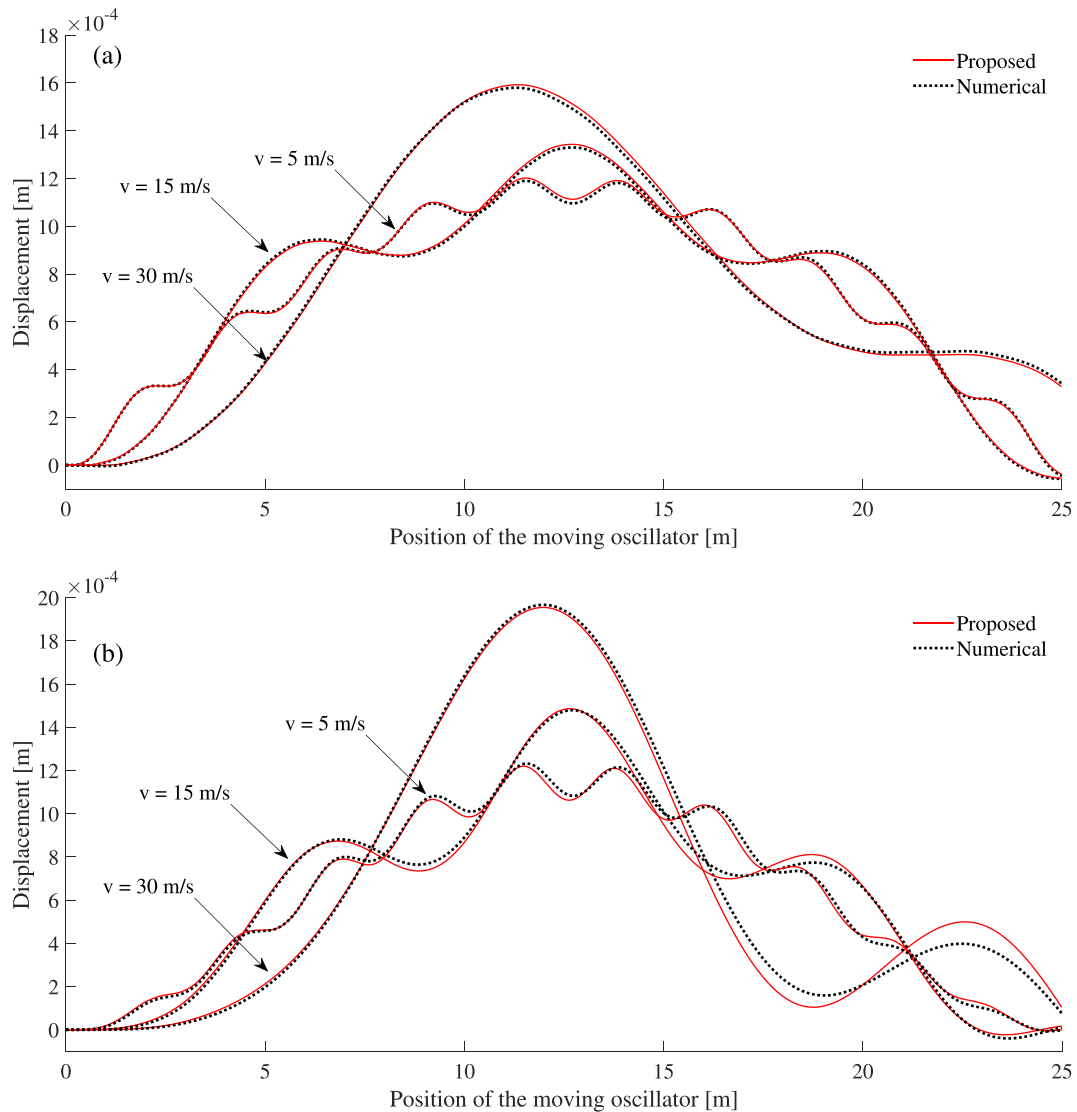 ×10-4
18
(a)
Proposed
16
Numerical
14
v = 5 m/s
12
v = 15 m/s
10
8
v = 30 m/s
6
4
2
0
Displacement [m]
0 5 10 15 20 25
Position of the moving oscillator [m]
×10-4
20
Proposed
18
(b)
Numerical
16
14
v = 5 m/s
12
v = 15 m/s
10
8
v = 30 m/s
6
4
2
0
Displacement [m]
0 5 10 15 20 25
Position of the moving oscillator [m]